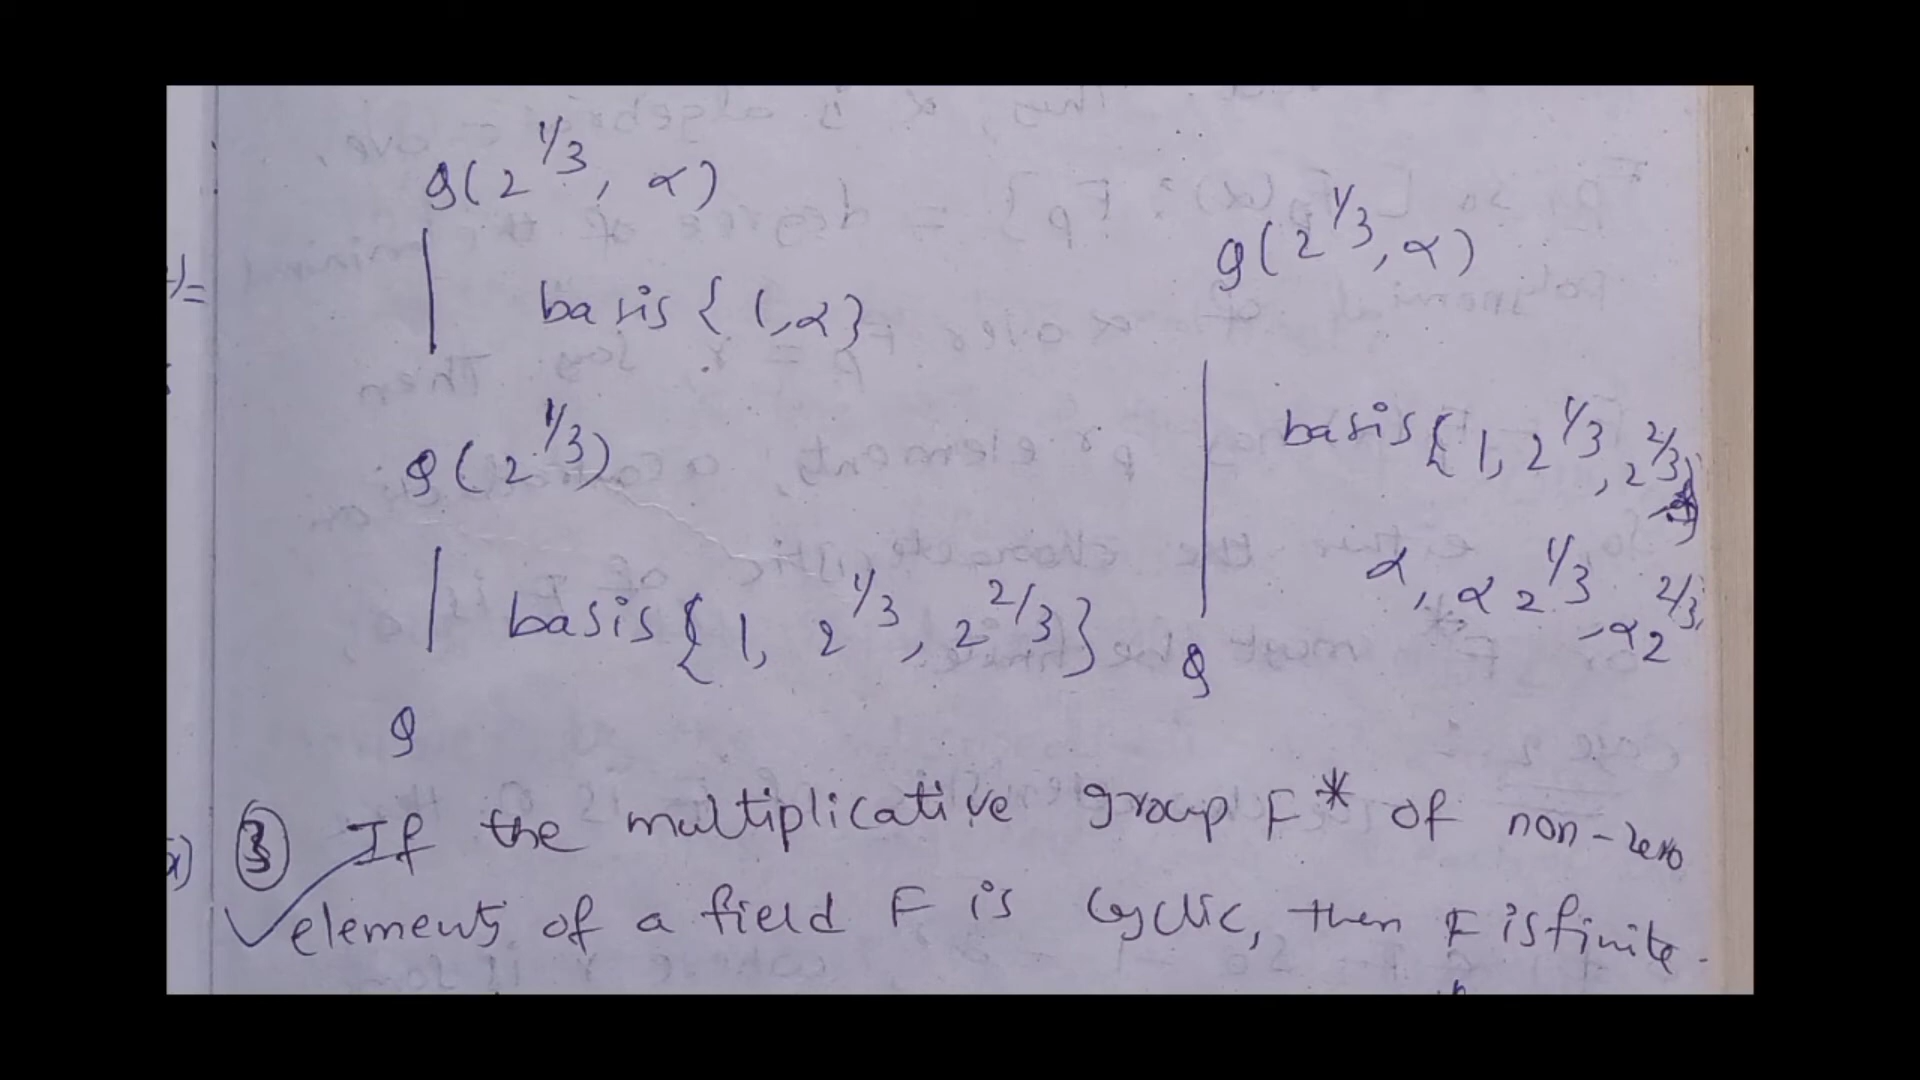 Q(2^1/3, α)
| basis {1, α}
Q(2^1/3)
| basis {1, 2^1/3, 2^2/3}
Q
Q(2^1/3, α)
| basis {1, 2^1/3, 2^2/3,
α, α2^1/3, α2^2/3
Q
③ If the multiplicative group F* of non-zero
elements of a field F is cyclic, then F is finite.